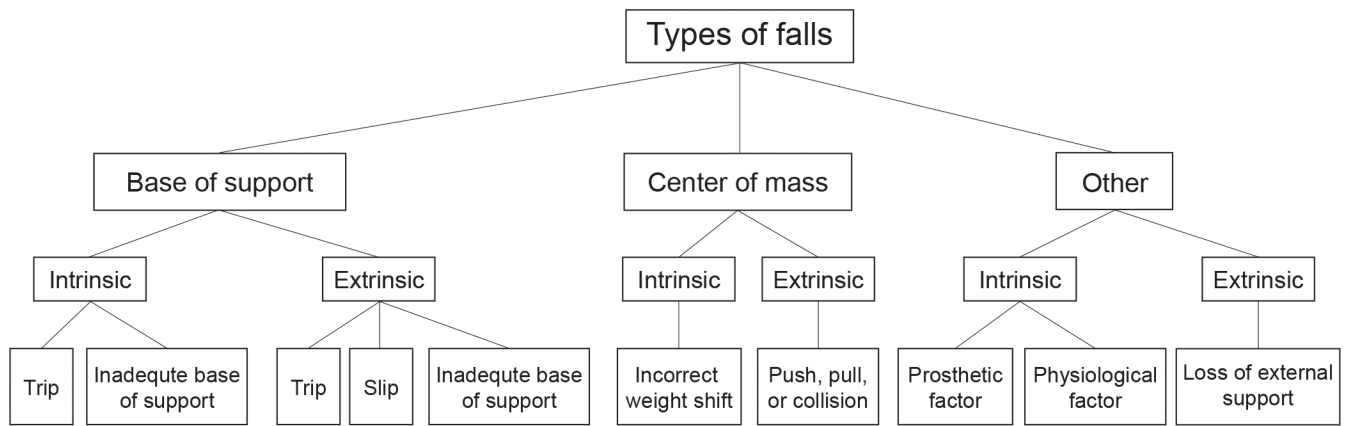 Types of falls
Base of support
Center of mass
Other
Intrinsic
Extrinsic
Intrinsic
Extrinsic
Intrinsic
Extrinsic
Trip
Inadequte base
of support
Trip
Slip
Inadequte base
of support
Incorrect
weight shift
Push, pull,
or collision
Prosthetic
factor
Physiological
factor
Loss of external
support